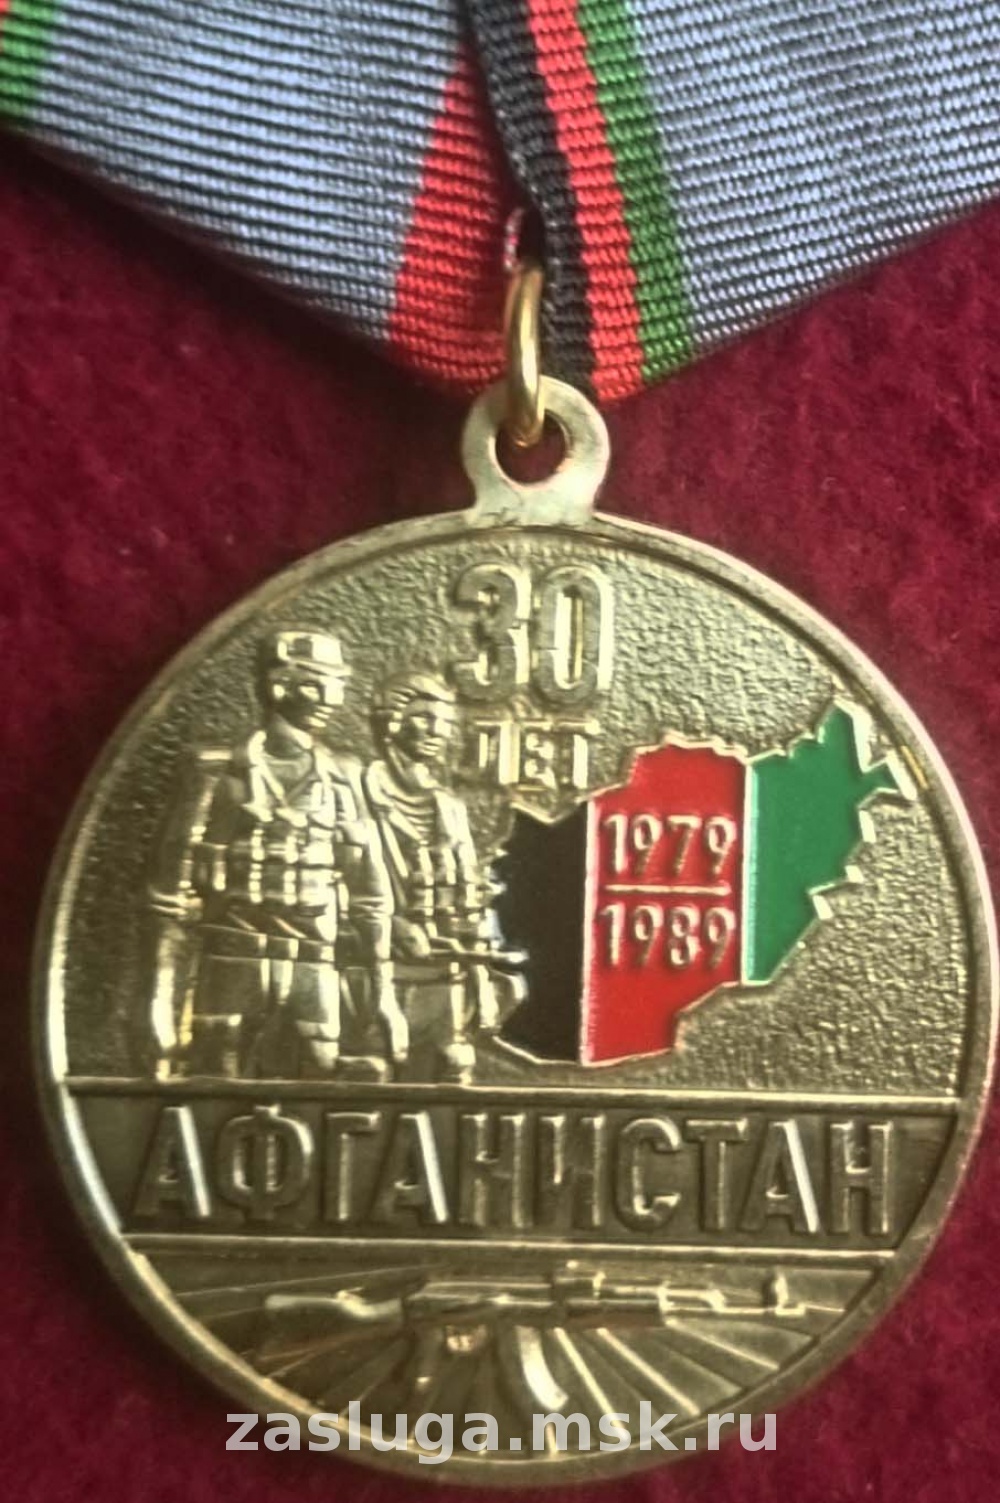 30
ЛЕТ
1979
1989
АФГАНИСТАН
zasluga.msk.ru